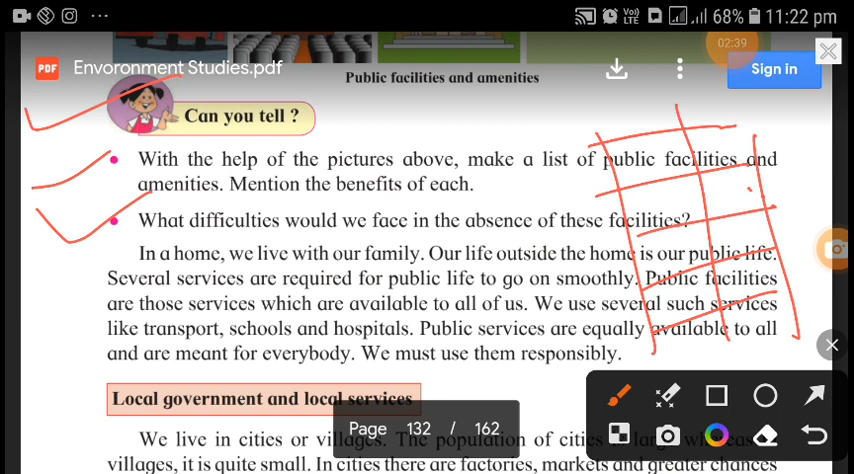 Vo)) LTE 68% 11:22 pm
02:39
PDF Envoronment Studies.pdf Sign in
Public facilities and amenities
Can you tell ?
• With the help of the pictures above, make a list of public facilities and
amenities. Mention the benefits of each.
• What difficulties would we face in the absence of these facilities?
In a home, we live with our family. Our life outside the home is our public life.
Several services are required for public life to go on smoothly. Public facilities
are those services which are available to all of us. We use several such services
like transport, schools and hospitals. Public services are equally available to all
and are meant for everybody. We must use them responsibly.
Local government and local services
Page 132 / 162
We live in cities or villages. The population of cities is large whereas
villages, it is quite small. In cities there are factories, markets and greater chances